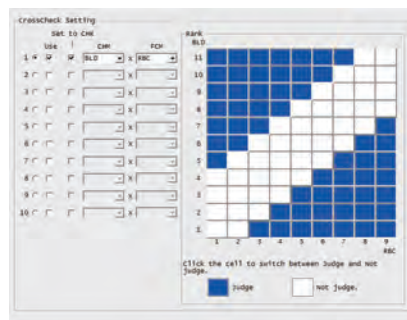 CrossCheck Setting
Set to CHM
Use !
CHM FCM
1 BLD X RBC
2 X
3 X
4 X
5 X
6 X
7 X
8 X
9 X
10 X
Rank
BLD
11
10
9
8
7
6
5
4
3
2
1
1 2 3 4 5 6 7 8 9
RBC
Click the cell to switch between Judge and Not
judge.
Judge Not judge.